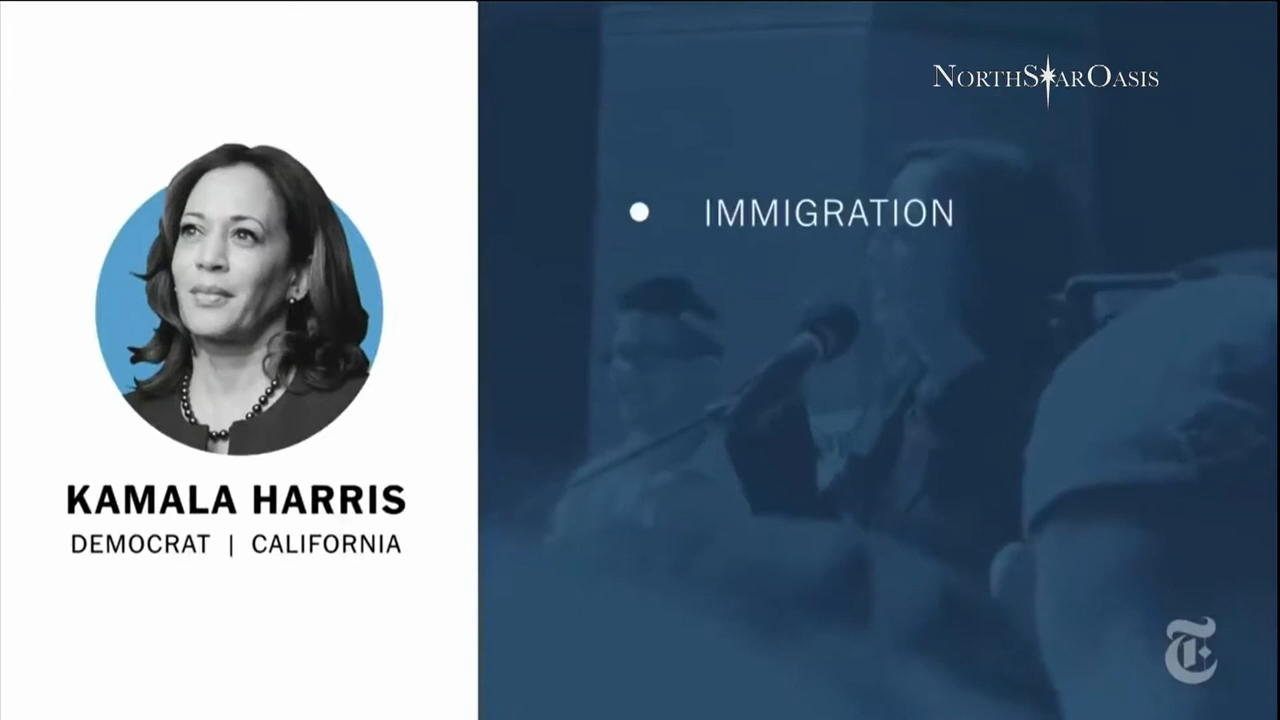 NORTHSTAROASIS
IMMIGRATION
KAMALA HARRIS
DEMOCRAT | CALIFORNIA
T